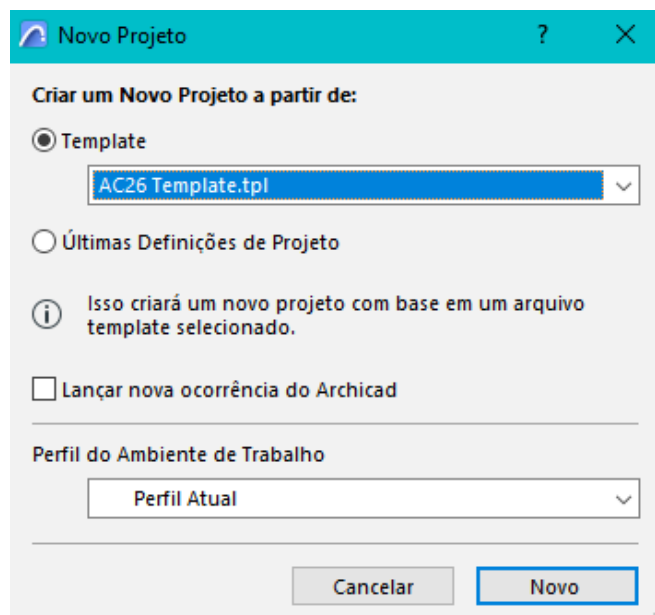 Novo Projeto
?
Criar um Novo Projeto a partir de:
Template
AC26 Template.tpl
Últimas Definições de Projeto
Isso criará um novo projeto com base em um arquivo
template selecionado.
Lançar nova ocorrência do Archicad
Perfil do Ambiente de Trabalho
Perfil Atual
Cancelar
Novo